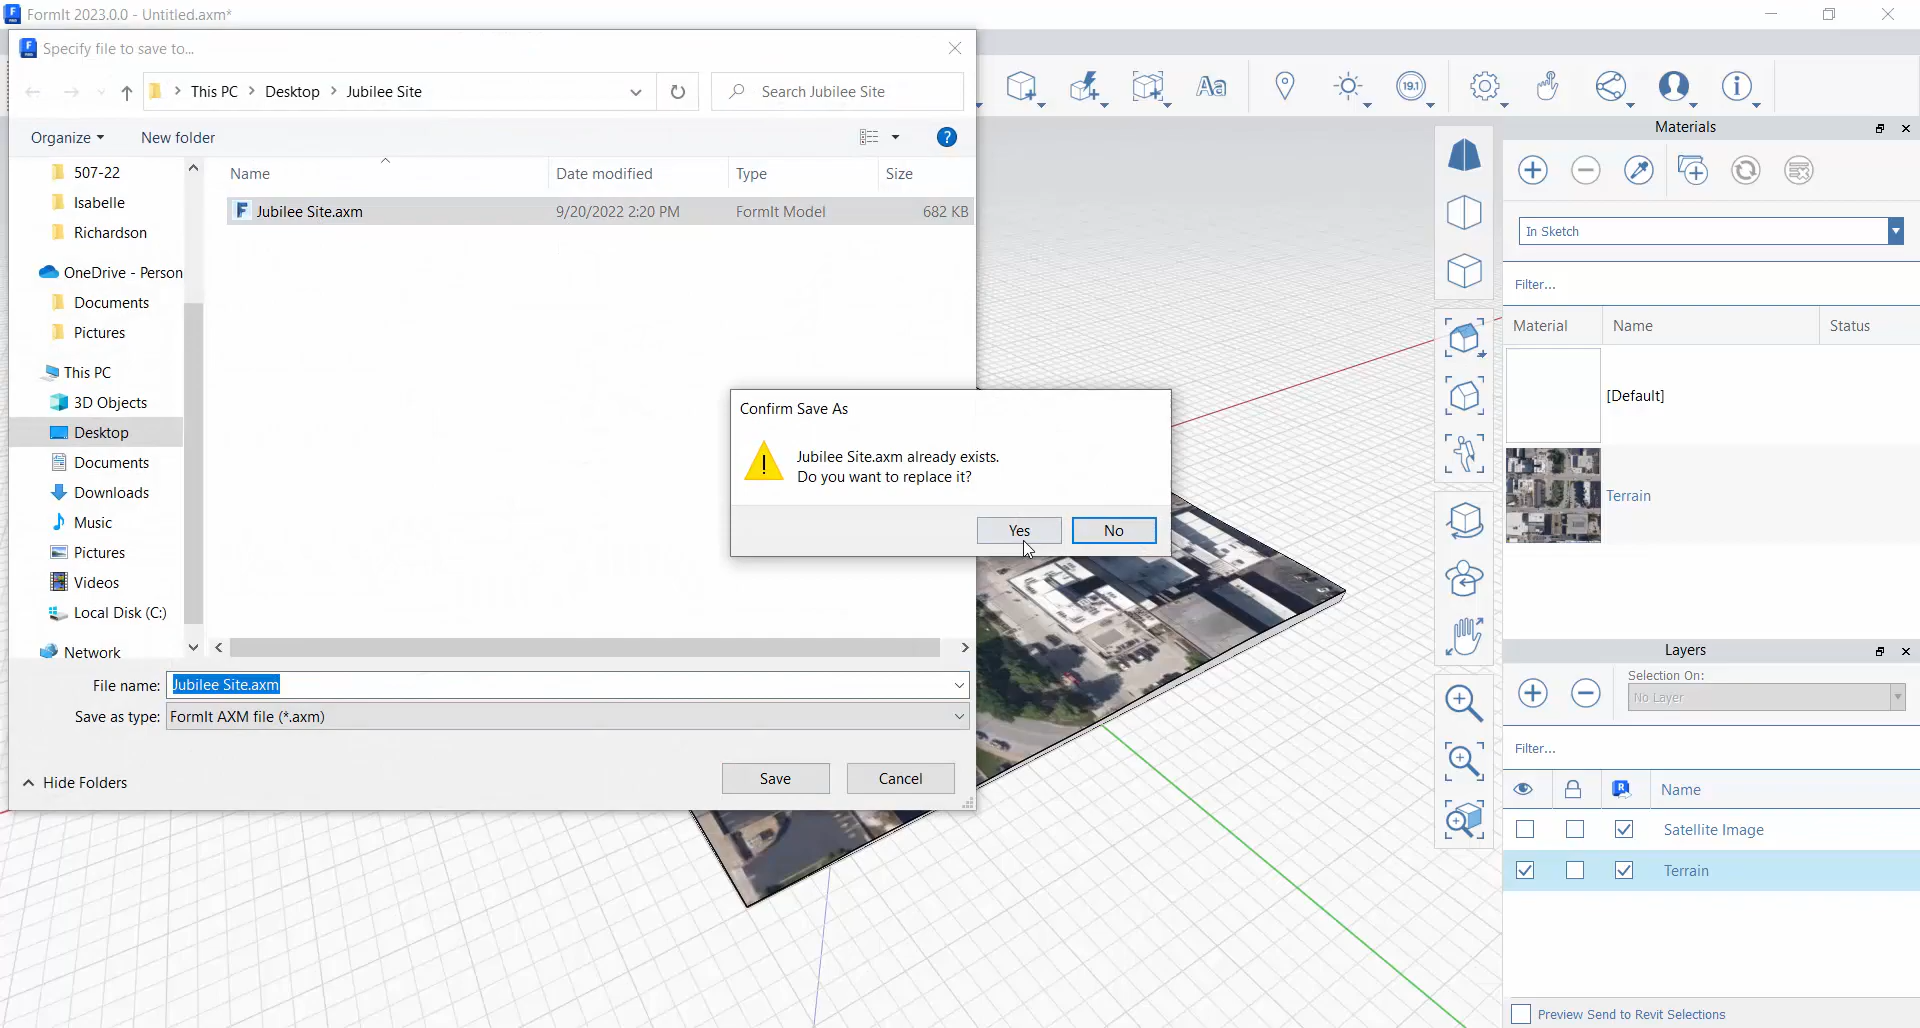 FormIt 2023.0.0 - Untitled.axm*
Specify file to save to...
This PC > Desktop > Jubilee Site
Search Jubilee Site
Organize
New folder
Name
Date modified
Type
Size
Jubilee Site.axm
9/20/2022 2:20 PM
FormIt Model
682 KB
507-22
Isabelle
Richardson
OneDrive - Person
Documents
Pictures
This PC
3D Objects
Desktop
Documents
Downloads
Music
Pictures
Videos
Local Disk (C:)
Network
File name:
Jubilee Site.axm
Save as type:
FormIt AXM file (*.axm)
Hide Folders
Save
Cancel
Confirm Save As
Jubilee Site.axm already exists.
Do you want to replace it?
Yes
No
Aa
19.1
Materials
In Sketch
Filter...
Material
Name
Status
[Default]
Terrain
Layers
Selection On:
No Layer
Filter...
R
Name
Satellite Image
Terrain
Preview Send to Revit Selections